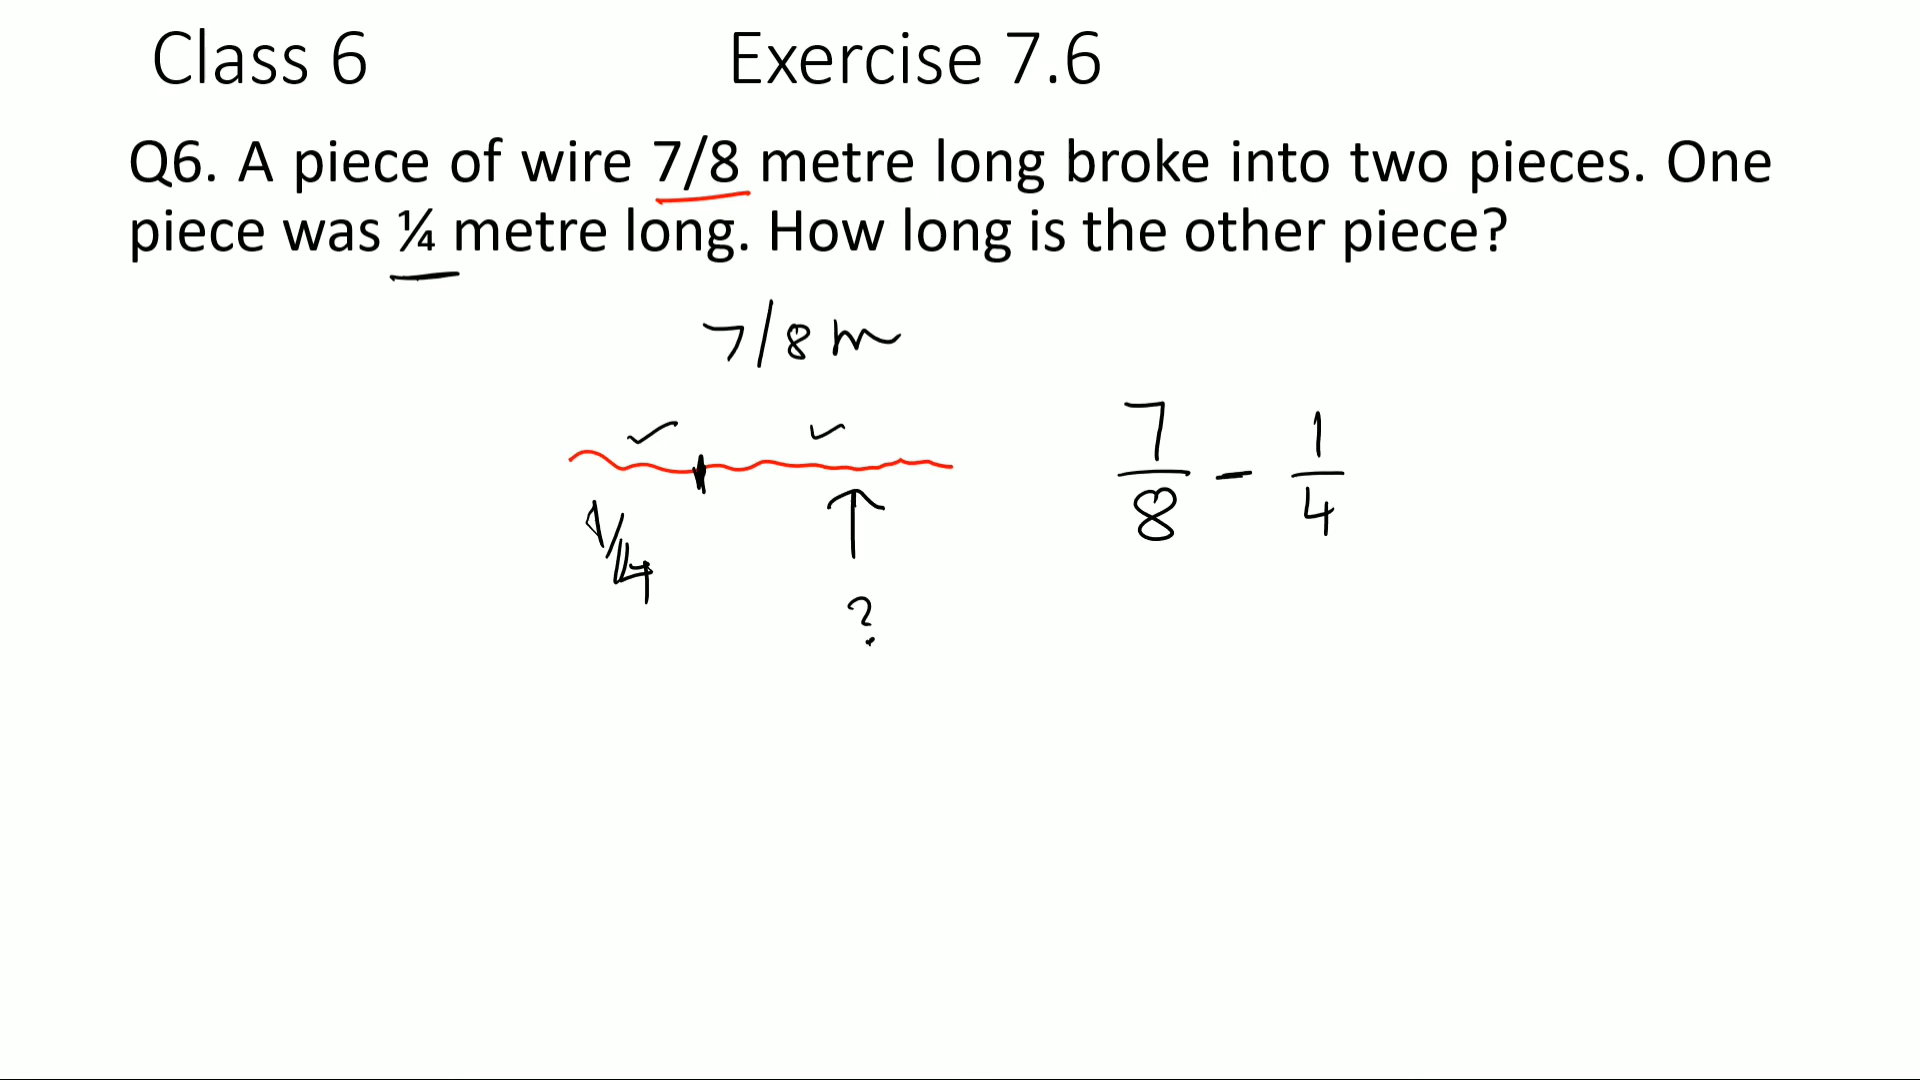 Class 6 Exercise 7.6
Q6. A piece of wire 7/8 metre long broke into two pieces. One
piece was ¼ metre long. How long is the other piece?
7/8 m
7/8 - 1/4
1/4
?